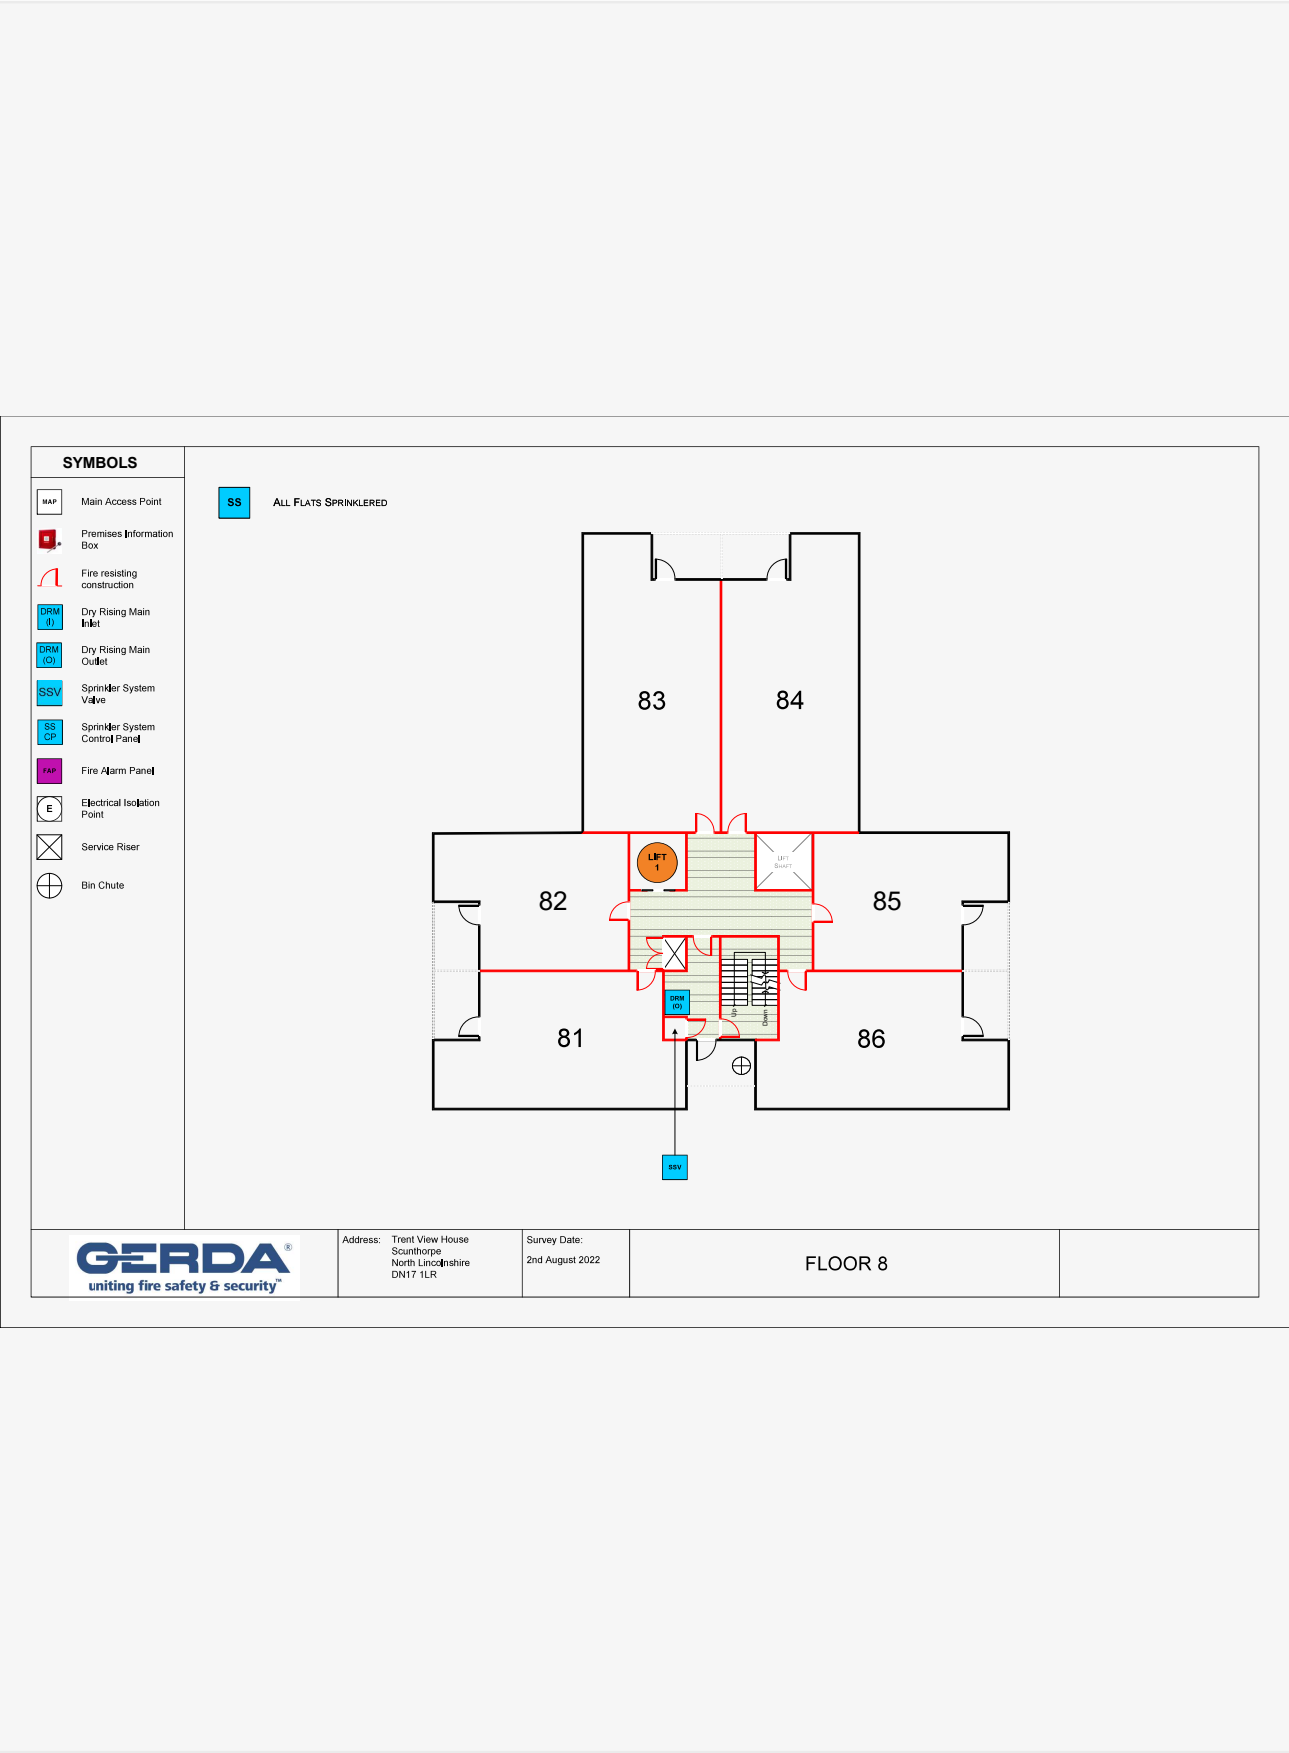 SYMBOLS
MAP
Main Access Point
Premises Information
Box
Fire resisting
construction
DRM
(I)
Dry Rising Main
Inlet
DRM
(O)
Dry Rising Main
Outlet
SSV
Sprinkler System
Valve
SS
CP
Sprinkler System
Control Panel
FAP
Fire Alarm Panel
E
Electrical Isolation
Point
Service Riser
Bin Chute
SS
ALL FLATS SPRINKLERED
83
84
LIFT
1
LIFT
SHAFT
82
85
DRM
(O)
Up
Down
81
86
SSV
GERDA®
uniting fire safety & security™
Address: Trent View House
Scunthorpe
North Lincolnshire
DN17 1LR
Survey Date:
2nd August 2022
FLOOR 8